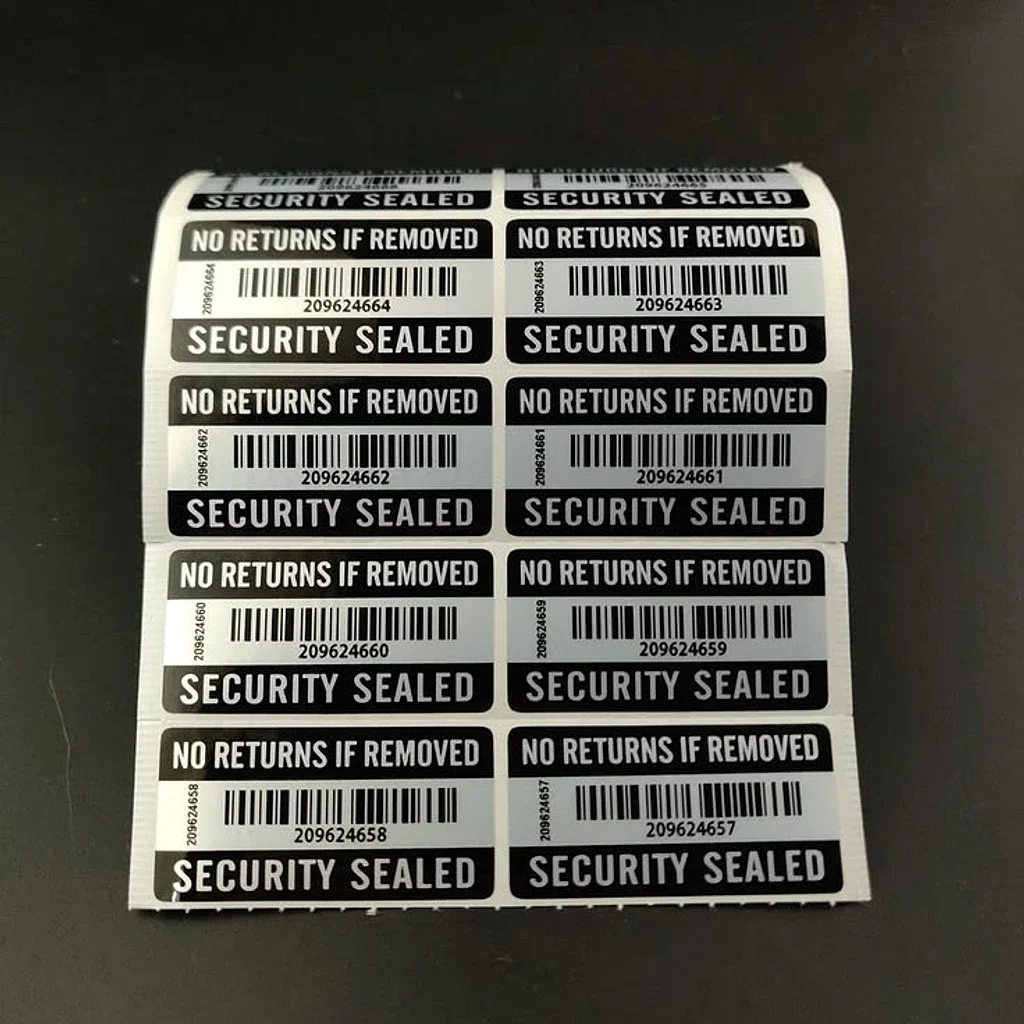 SECURITY SEALED
SECURITY SEALED
NO RETURNS IF REMOVED
209624664
209624664
SECURITY SEALED
NO RETURNS IF REMOVED
209624663
209624663
SECURITY SEALED
NO RETURNS IF REMOVED
209624662
209624662
SECURITY SEALED
NO RETURNS IF REMOVED
209624661
209624661
SECURITY SEALED
NO RETURNS IF REMOVED
209624660
209624660
SECURITY SEALED
NO RETURNS IF REMOVED
209624659
209624659
SECURITY SEALED
NO RETURNS IF REMOVED
209624658
209624658
SECURITY SEALED
NO RETURNS IF REMOVED
209624657
209624657
SECURITY SEALED